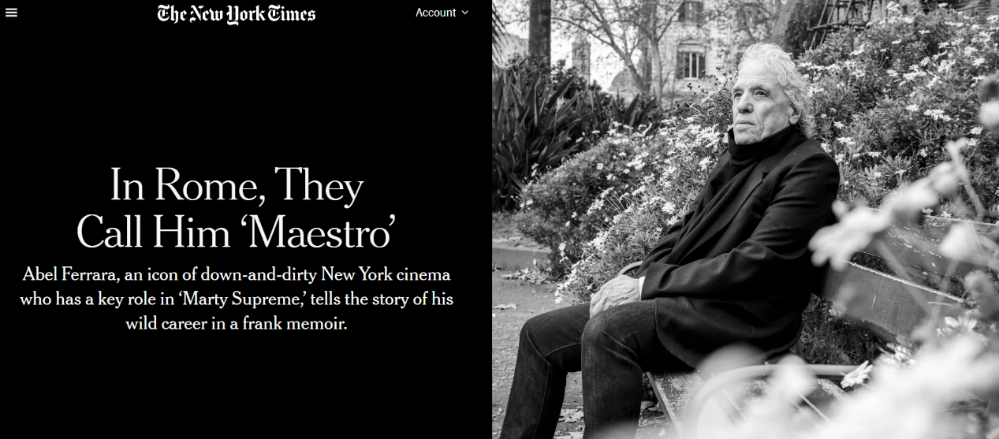 The New York Times
Account
In Rome, They
Call Him ‘Maestro’
Abel Ferrara, an icon of down-and-dirty New York cinema
who has a key role in ‘Marty Supreme,’ tells the story of his
wild career in a frank memoir.